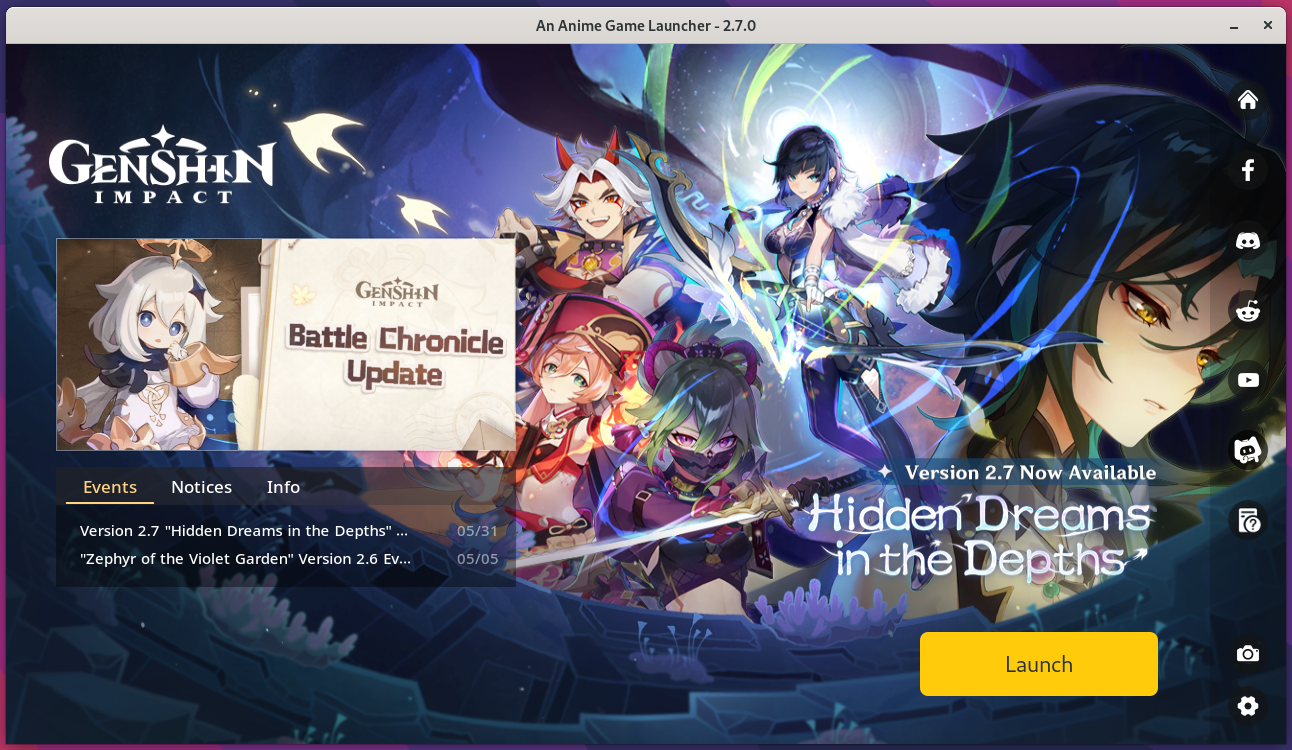 An Anime Game Launcher - 2.7.0
GENSHIN
IMPACT
GENSHIN
IMPACT
Battle Chronicle
Update
Events Notices Info
Version 2.7 "Hidden Dreams in the Depths" ... 05/31
"Zephyr of the Violet Garden" Version 2.6 Ev... 05/05
Version 2.7 Now Available
Hidden Dreams
in the Depths
Launch